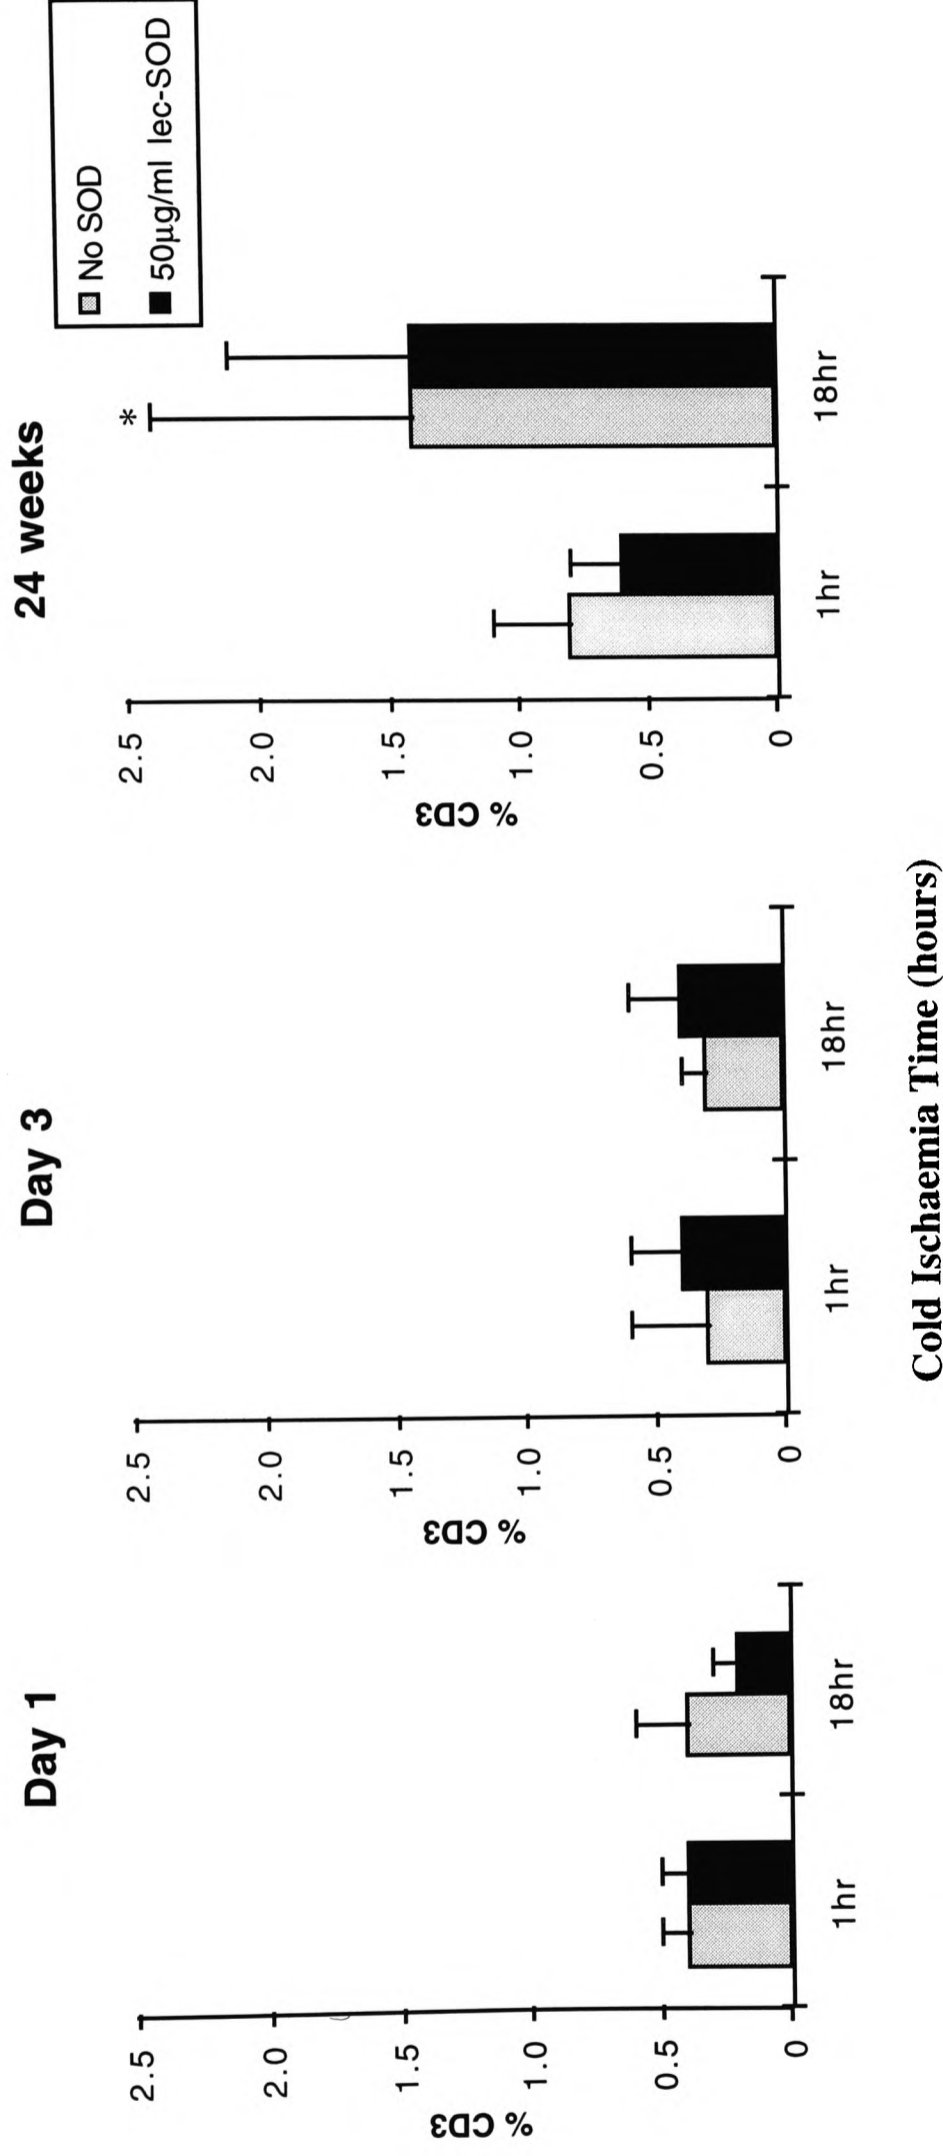 Day 1
Day 3
24 weeks
No SOD
50µg/ml lec-SOD
*
% CD3
2.5
2.0
1.5
1.0
0.5
0
1hr
18hr
% CD3
2.5
2.0
1.5
1.0
0.5
0
1hr
18hr
% CD3
2.5
2.0
1.5
1.0
0.5
0
1hr
18hr
Cold Ischaemia Time (hours)